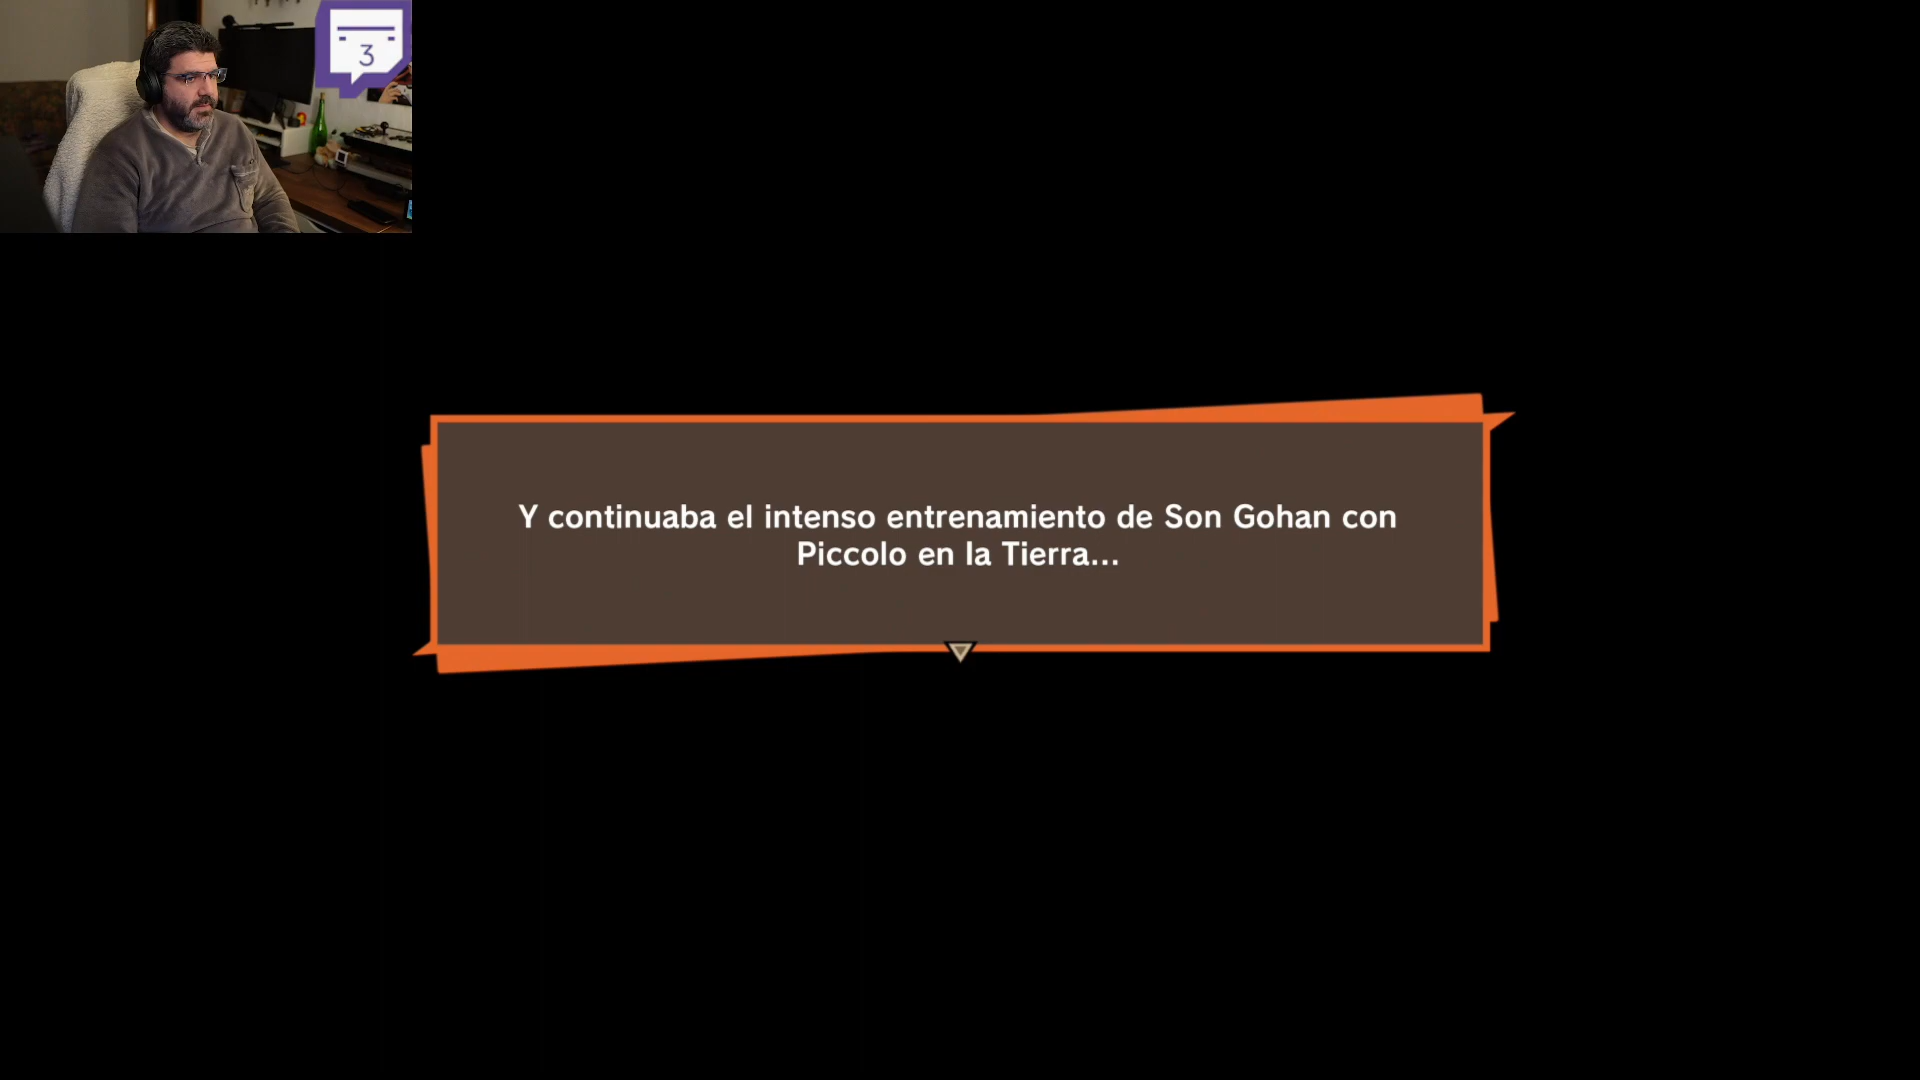 3
Y continuaba el intenso entrenamiento de Son Gohan con
Piccolo en la Tierra...